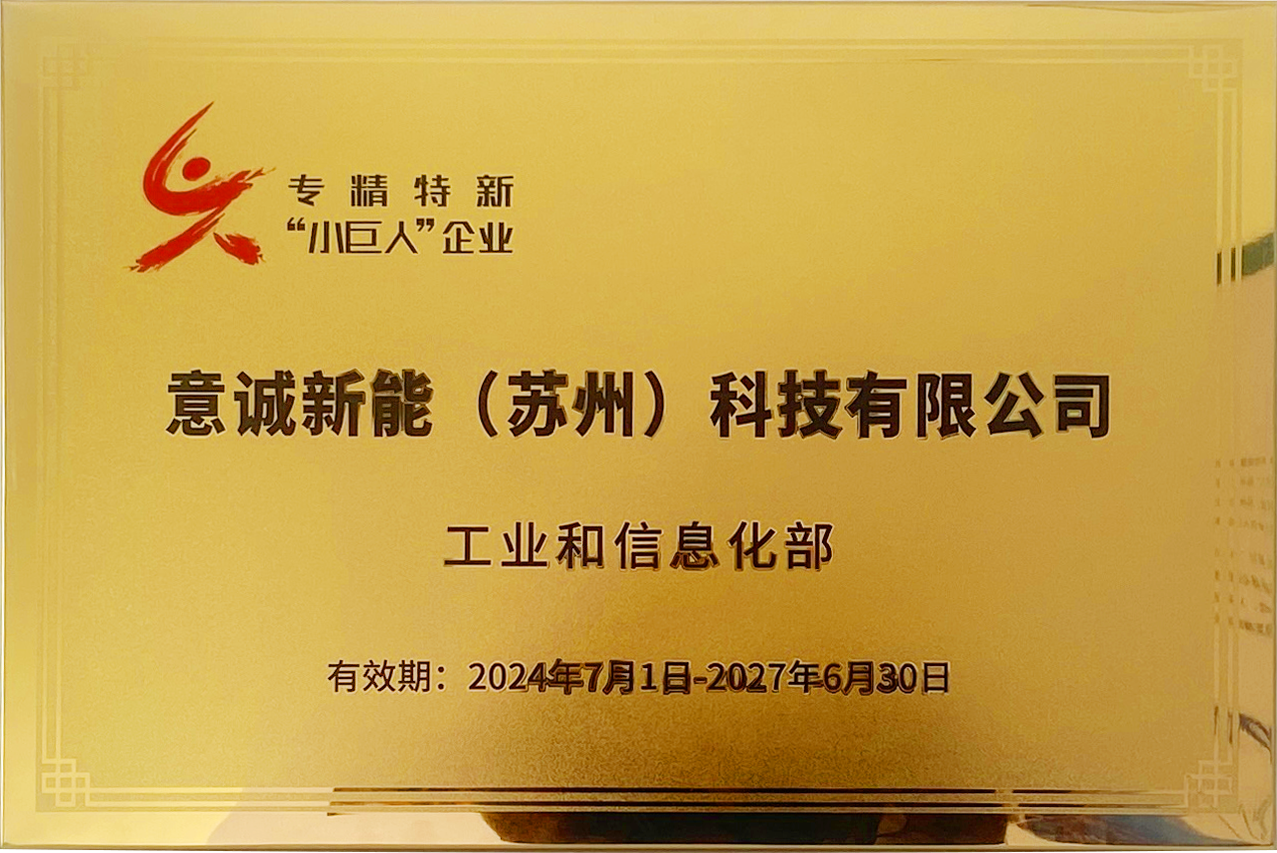 专精特新
“小巨人”企业
意诚新能（苏州）科技有限公司
工业和信息化部
有效期：2024年7月1日-2027年6月30日